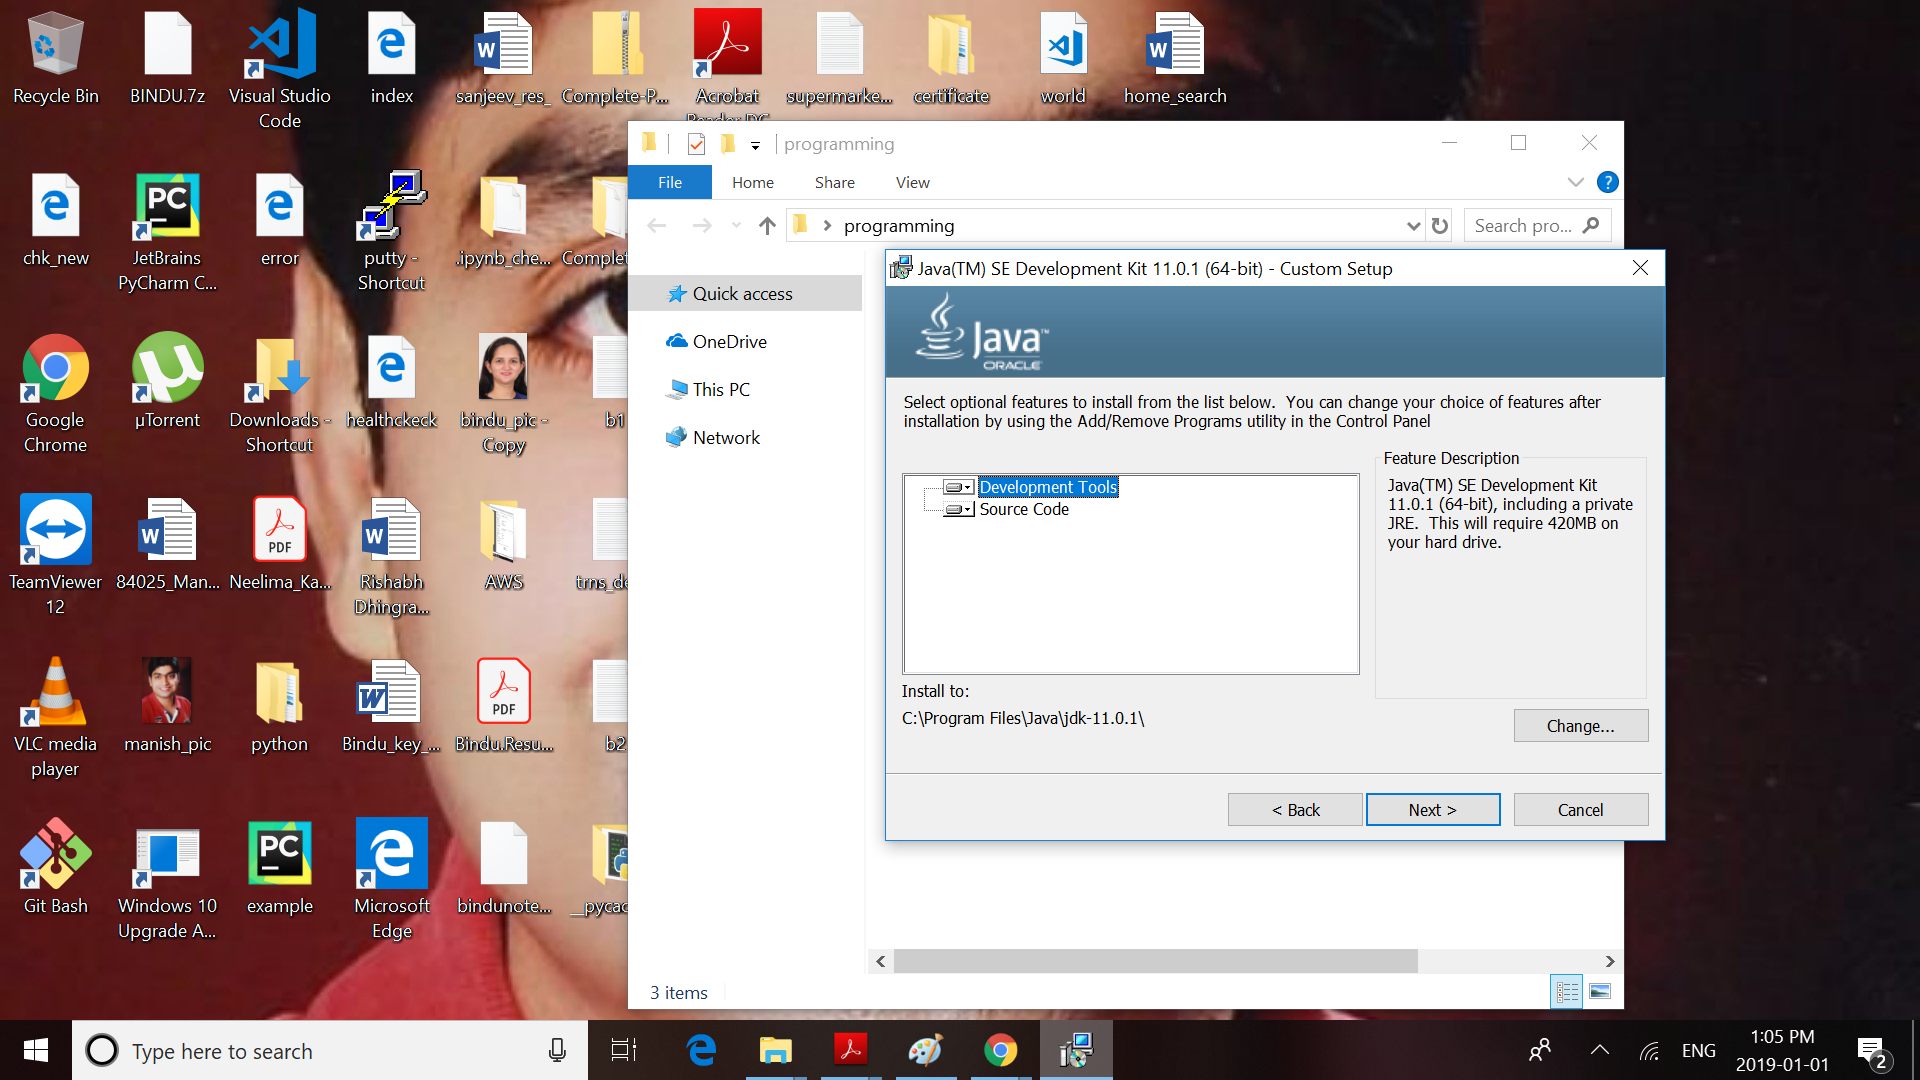 Recycle Bin
BINDU.7z
Visual Studio
Code
index
sanjeev_res_
Complete-P...
Acrobat
Reader DC
supermarke...
certificate
world
home_search
chk_new
JetBrains
PyCharm C...
error
putty -
Shortcut
.ipynb_che...
Complet
Google
Chrome
µTorrent
Downloads -
Shortcut
healthckeck
bindu_pic -
Copy
b1
TeamViewer
12
84025_Man...
PDF
Neelima_Ka...
Rishabh
Dhingra...
AWS
trns_de
VLC media
player
manish_pic
python
Bindu_key_...
PDF
Bindu.Resu...
b2
Git Bash
Windows 10
Upgrade A...
PC
example
Microsoft
Edge
bindunote...
__pycac
programming
File
Home
Share
View
programming
Search pro...
Quick access
OneDrive
This PC
Network
3 items
Java(TM) SE Development Kit 11.0.1 (64-bit) - Custom Setup
Java™
ORACLE
Select optional features to install from the list below.  You can change your choice of features after
installation by using the Add/Remove Programs utility in the Control Panel
Development Tools
Source Code
Feature Description
Java(TM) SE Development Kit
11.0.1 (64-bit), including a private
JRE.  This will require 420MB on
your hard drive.
Install to:
C:\Program Files\Java\jdk-11.0.1\
Change...
< Back
Next >
Cancel
Type here to search
ENG
1:05 PM
2019-01-01
2